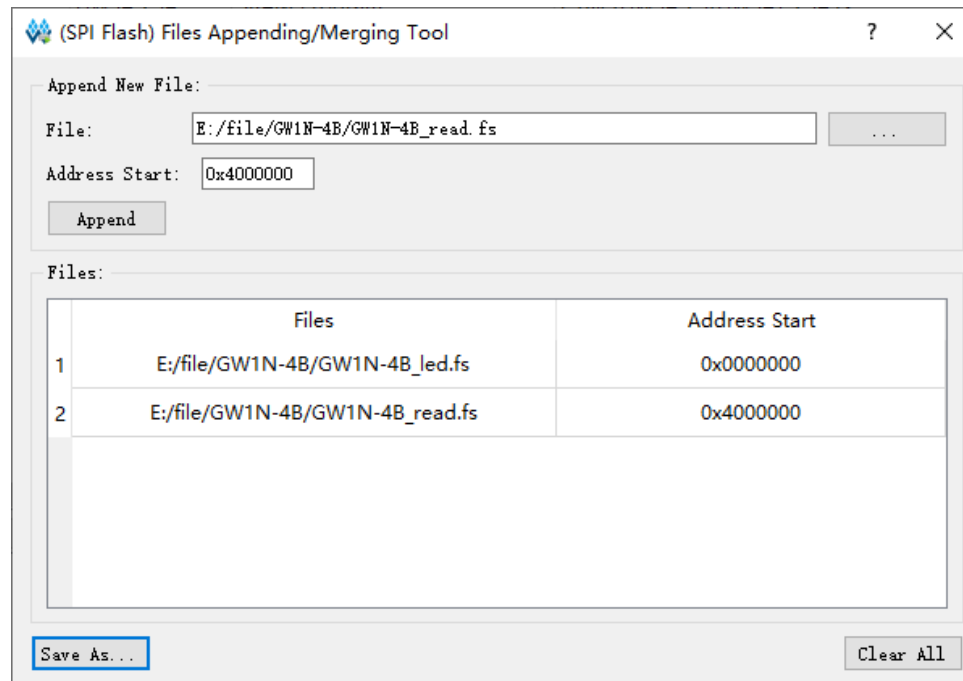 (SPI Flash) Files Appending/Merging Tool ?
Append New File:
File: E:/file/GW1N-4B/GW1N-4B_read.fs ...
Address Start: 0x4000000
Append
Files:
Files Address Start
1 E:/file/GW1N-4B/GW1N-4B_led.fs 0x0000000
2 E:/file/GW1N-4B/GW1N-4B_read.fs 0x4000000
Save As... Clear All